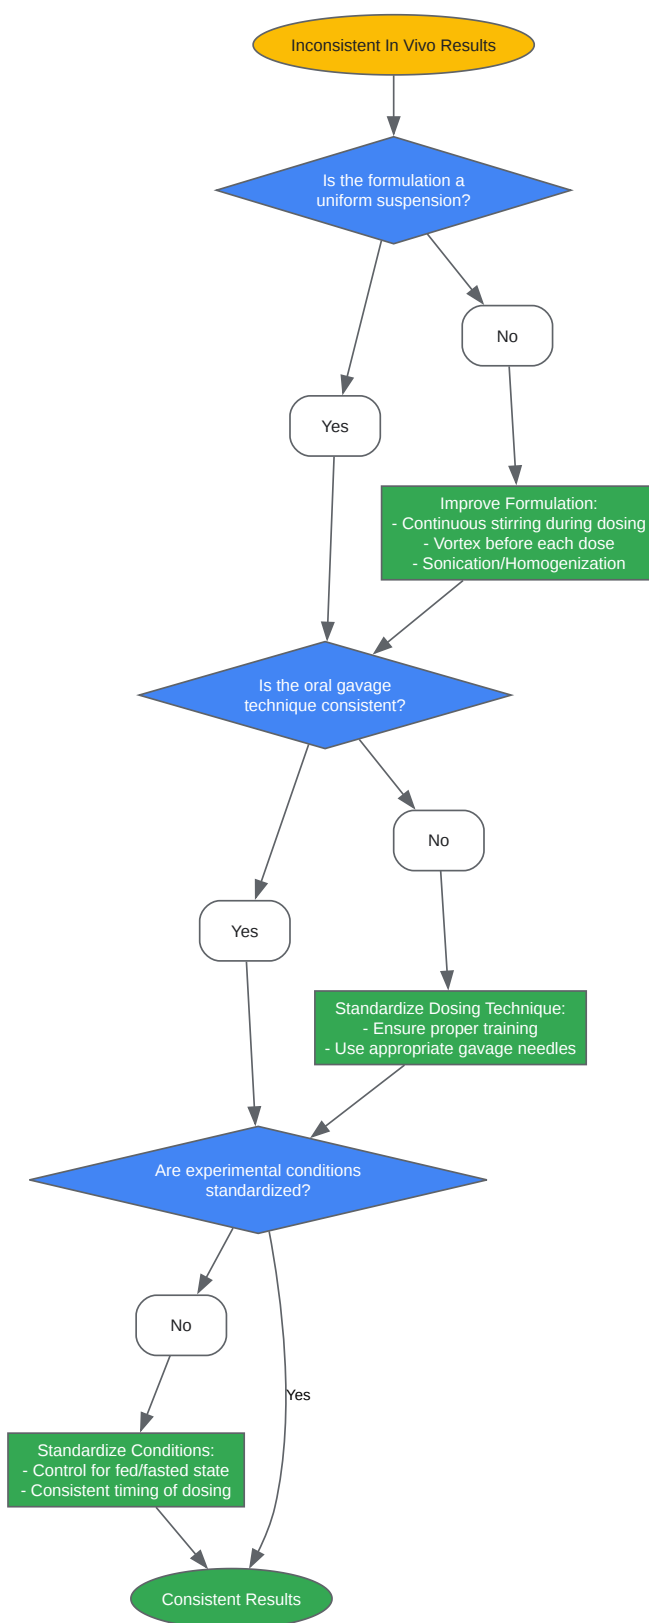 Inconsistent In Vivo Results
Is the formulation a
uniform suspension?
No
Yes
Improve Formulation:
- Continuous stirring during dosing
- Vortex before each dose
- Sonication/Homogenization
Is the oral gavage
technique consistent?
No
Yes
Standardize Dosing Technique:
- Ensure proper training
- Use appropriate gavage needles
Are experimental conditions
standardized?
No
Yes
Standardize Conditions:
- Control for fed/fasted state
- Consistent timing of dosing
Consistent Results